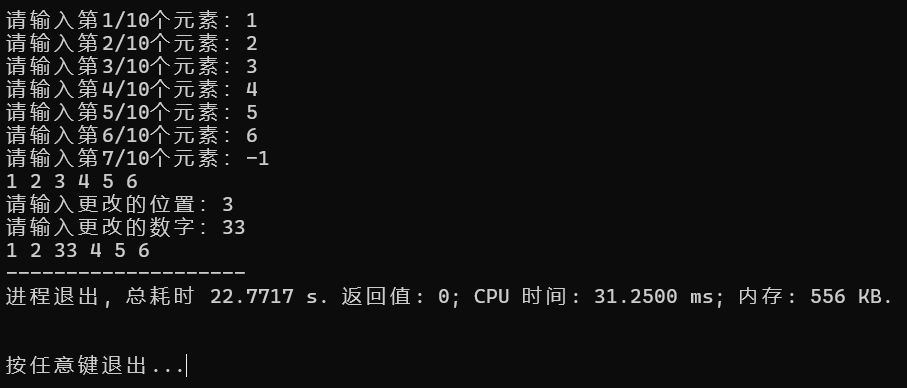 请输入第1/10个元素: 1
请输入第2/10个元素: 2
请输入第3/10个元素: 3
请输入第4/10个元素: 4
请输入第5/10个元素: 5
请输入第6/10个元素: 6
请输入第7/10个元素: -1
1 2 3 4 5 6
请输入更改的位置: 3
请输入更改的数字: 33
1 2 33 4 5 6
--------------------
进程退出, 总耗时 22.7717 s. 返回值: 0; CPU 时间: 31.2500 ms; 内存: 556 KB.
按任意键退出...